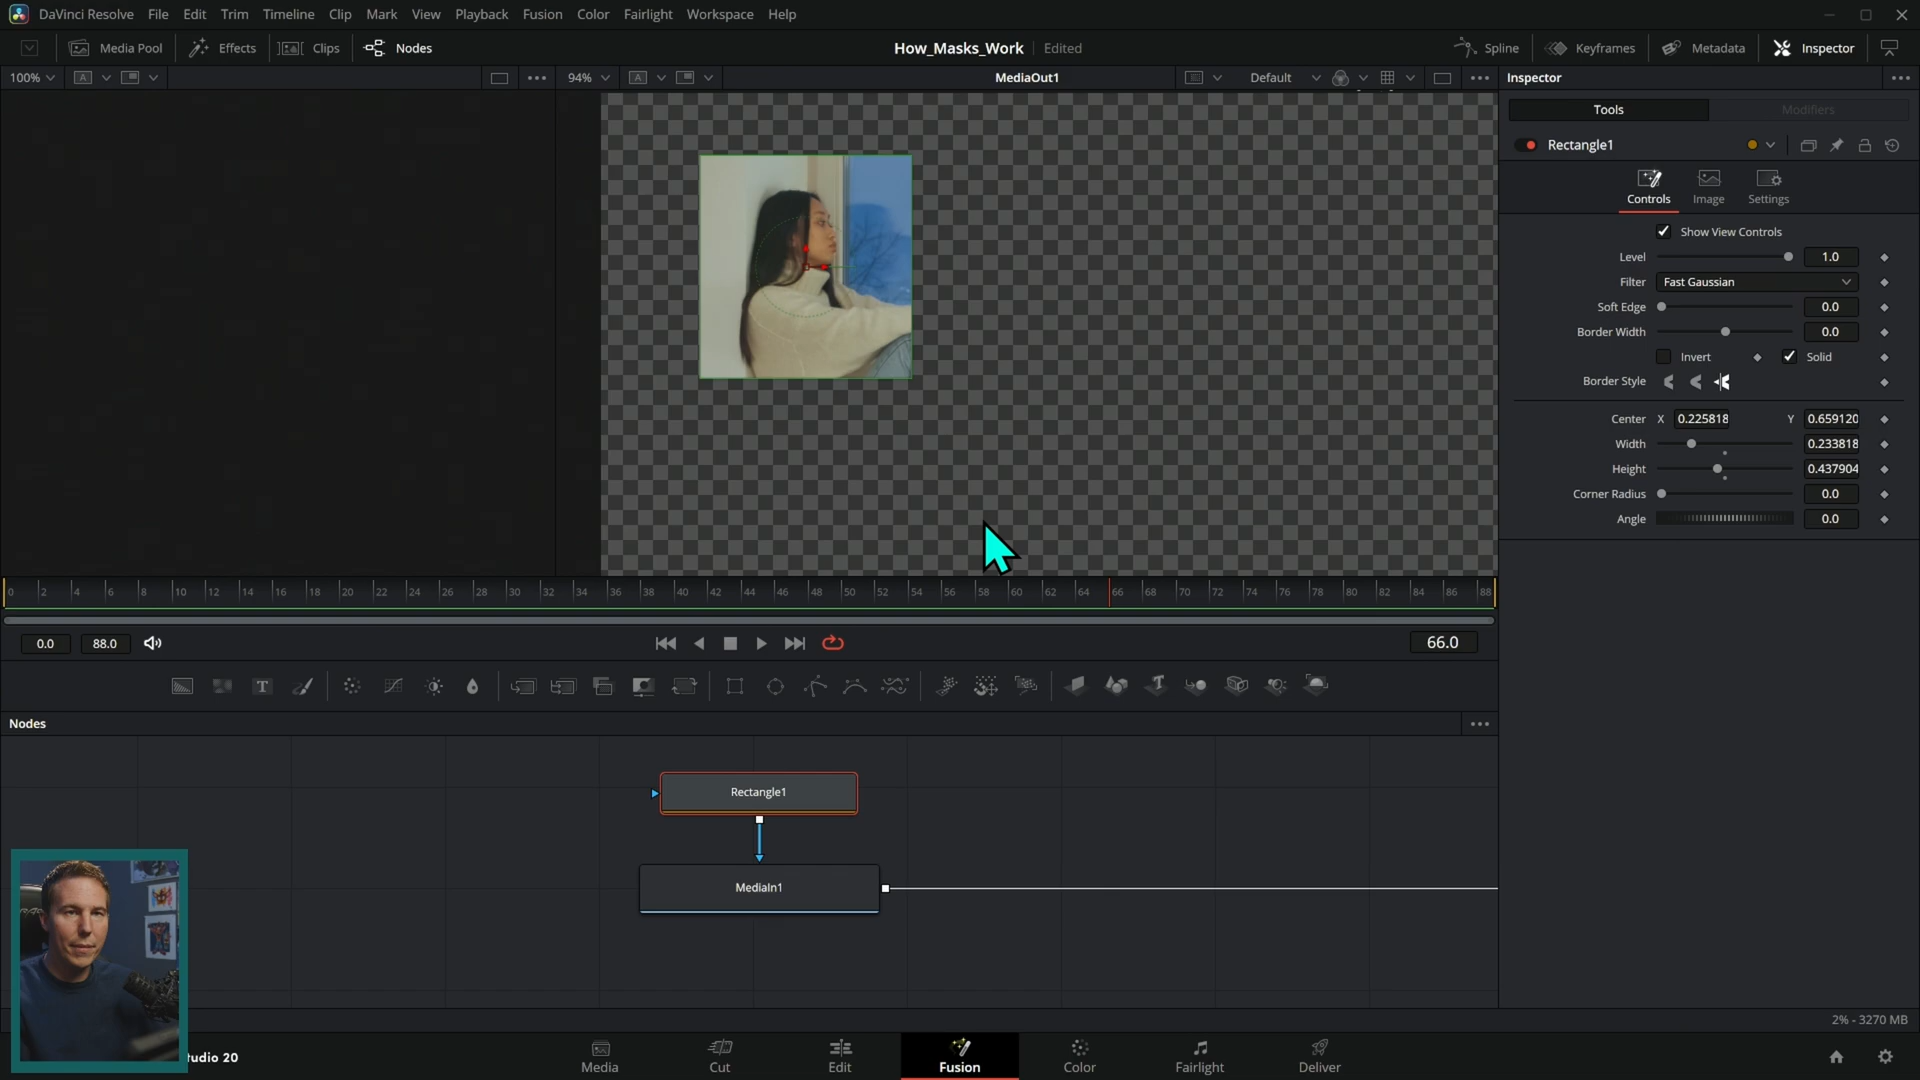 DaVinci Resolve File Edit Trim Timeline Clip Mark View Playback Fusion Color Fairlight Workspace Help
Media Pool Effects Clips Nodes How_Masks_Work Edited Spline Keyframes Metadata Inspector
100% A 94% A MediaOut1 Default Inspector
Tools Modifiers
Rectangle1
Controls Image Settings
Show View Controls
Level 1.0
Filter Fast Gaussian
Soft Edge 0.0
Border Width 0.0
Invert Solid
Border Style
Center X 0.225818 Y 0.659120
Width 0.233818
Height 0.437904
Corner Radius 0.0
Angle 0.0
0 2 4 6 8 10 12 14 16 18 20 22 24 26 28 30 32 34 36 38 40 42 44 46 48 50 52 54 56 58 60 62 64 66 68 70 72 74 76 78 80 82 84 86 88
0.0 88.0 66.0
T T
Nodes
Rectangle1
MediaIn1
2% - 3270 MB
tudio 20
Media Cut Edit Fusion Color Fairlight Deliver